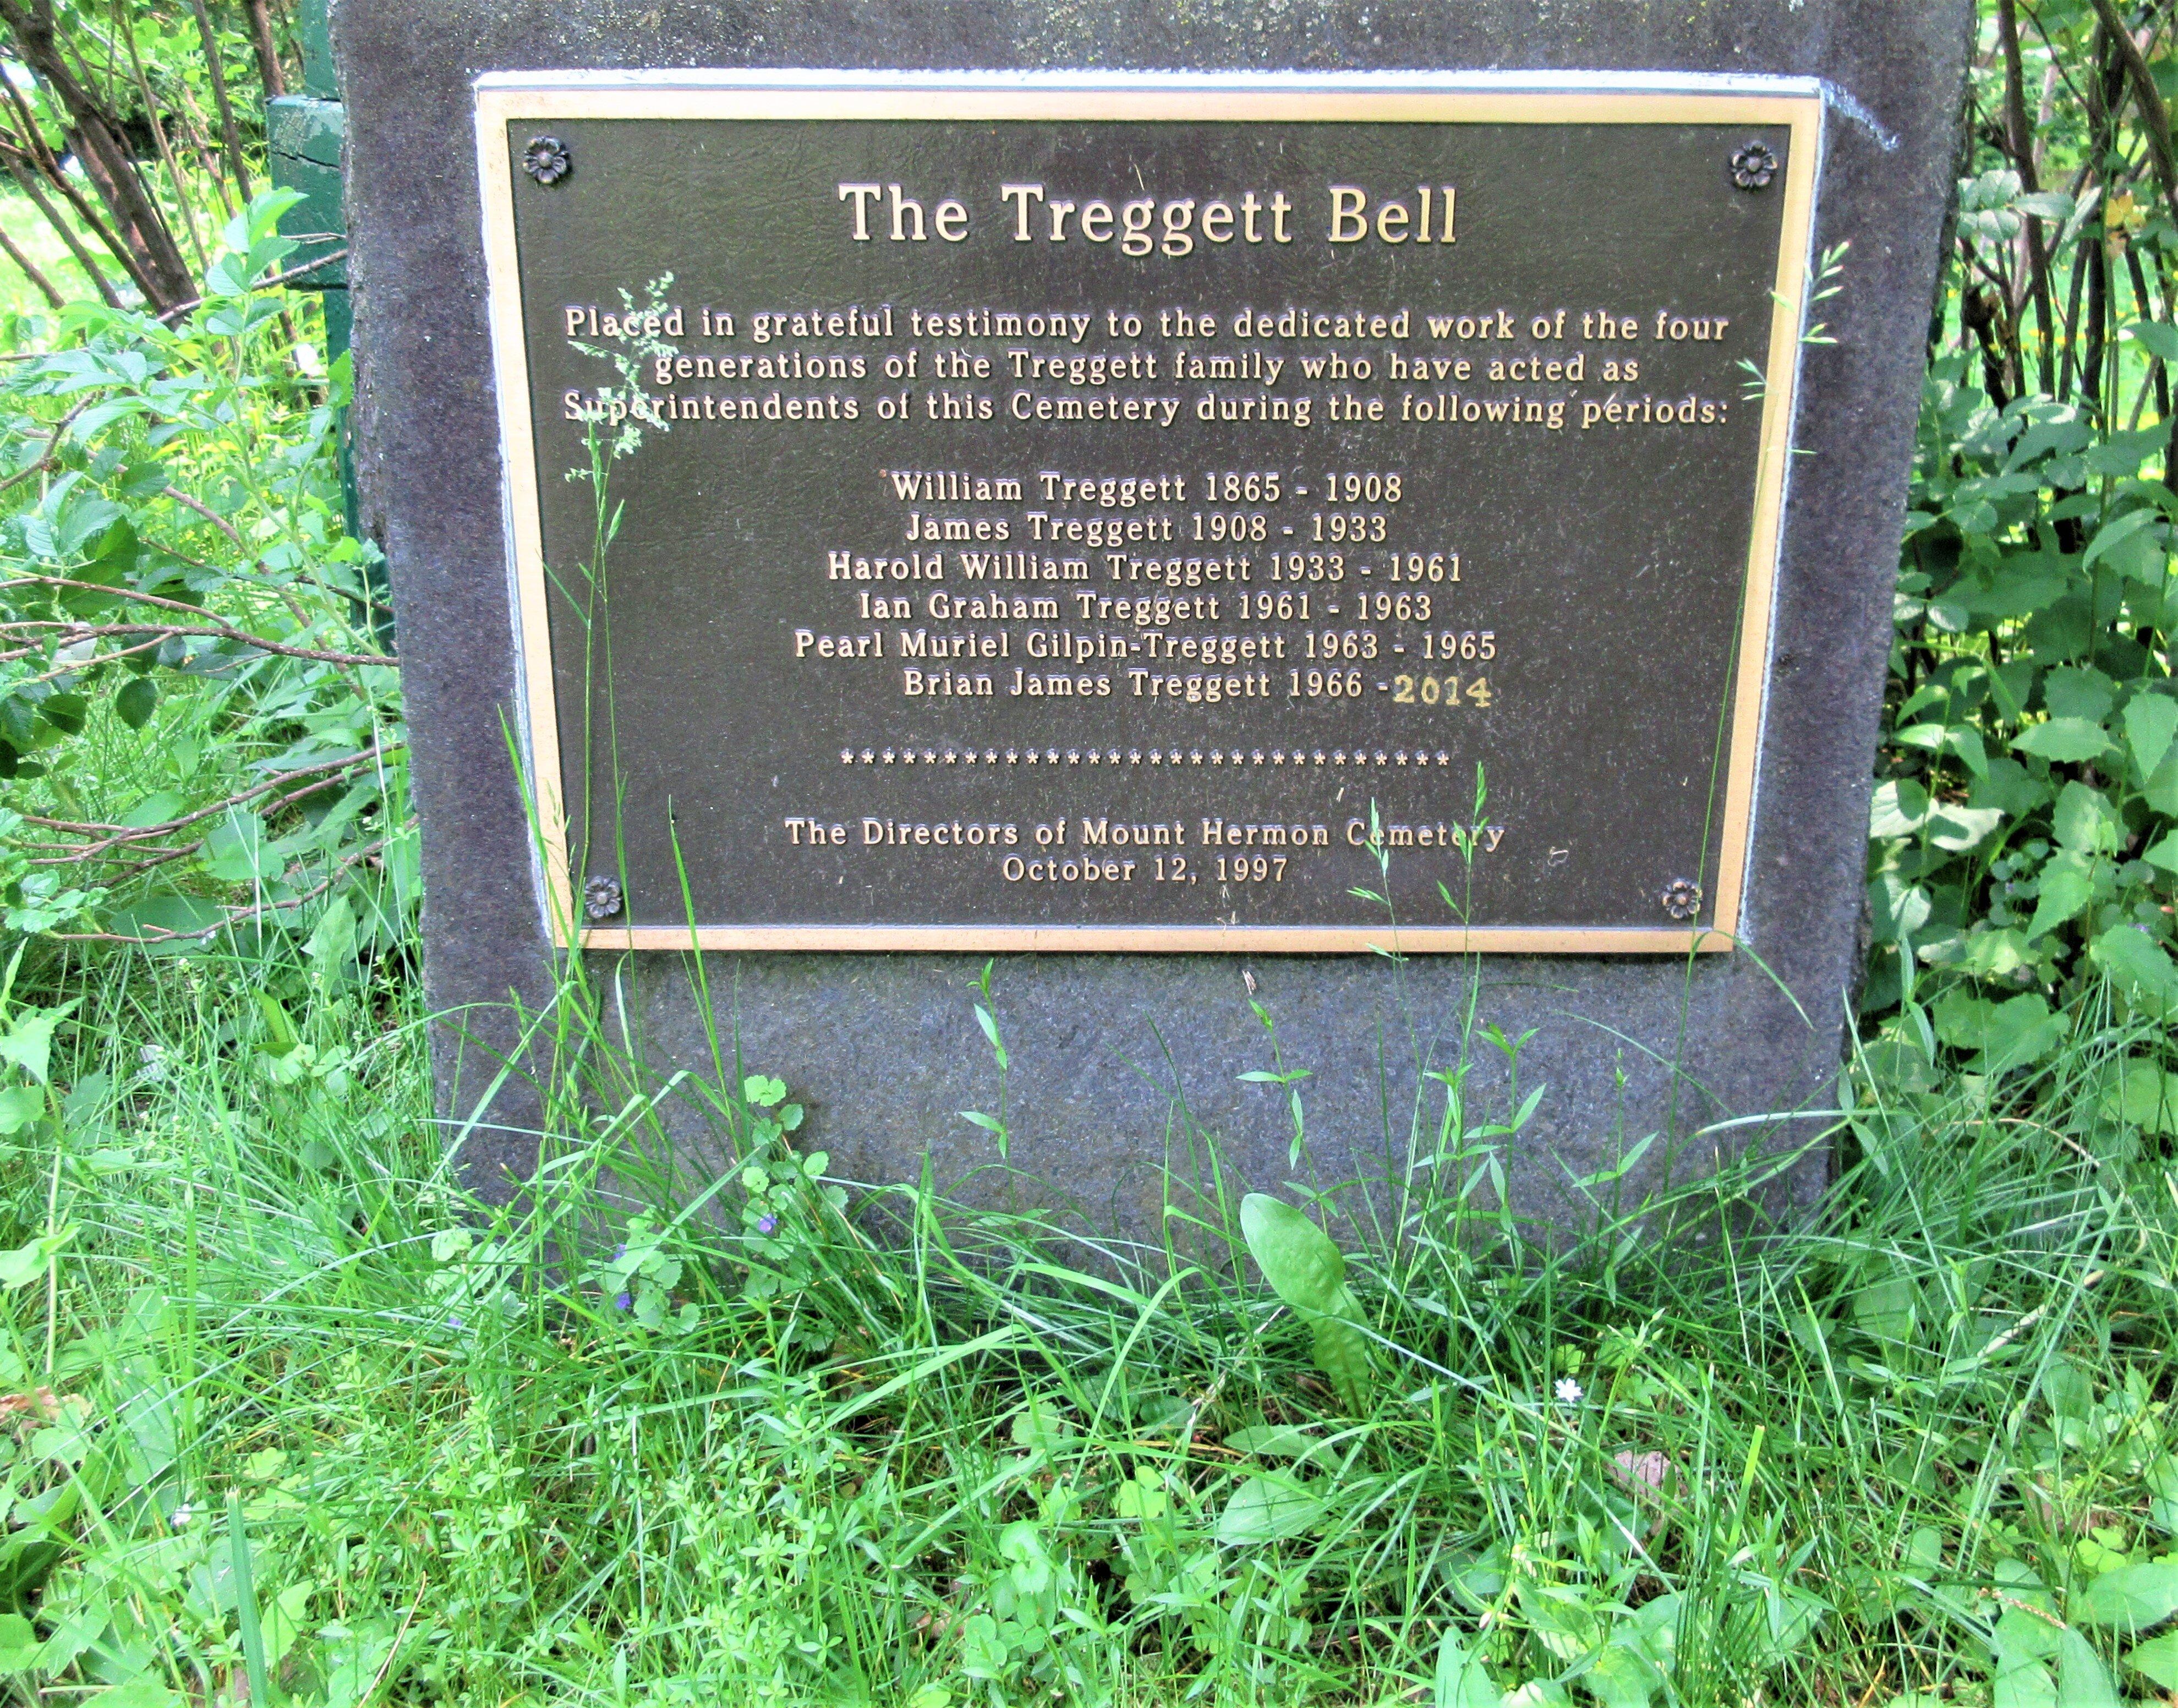 The Treggett Bell
Placed in grateful testimony to the dedicated work of the four
generations of the Treggett family who have acted as
Superintendents of this Cemetery during the following periods:
William Treggett 1865 - 1908
James Treggett 1908 - 1933
Harold William Treggett 1933 - 1961
Ian Graham Treggett 1961 - 1963
Pearl Muriel Gilpin-Treggett 1963 - 1965
Brian James Treggett 1966 - 2014
******************************
The Directors of Mount Hermon Cemetery
October 12, 1997